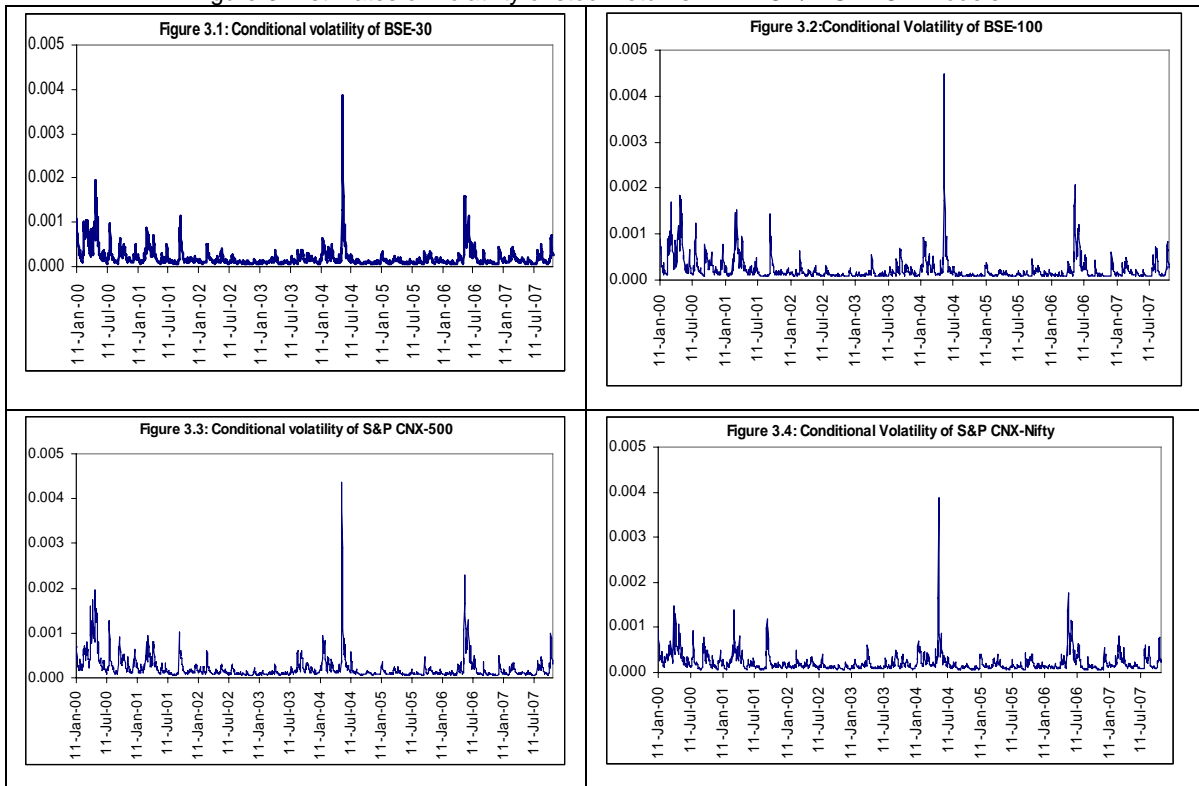 Figure 3.1: Conditional volatility of BSE-30
0.005
0.004
0.003
0.002
0.001
0.000
11-Jan-00
11-Jul-00
11-Jan-01
11-Jul-01
11-Jan-02
11-Jul-02
11-Jan-03
11-Jul-03
11-Jan-04
11-Jul-04
11-Jan-05
11-Jul-05
11-Jan-06
11-Jul-06
11-Jan-07
11-Jul-07
Figure 3.2:Conditional Volatility of BSE-100
0.005
0.004
0.003
0.002
0.001
0.000
11-Jan-00
11-Jul-00
11-Jan-01
11-Jul-01
11-Jan-02
11-Jul-02
11-Jan-03
11-Jul-03
11-Jan-04
11-Jul-04
11-Jan-05
11-Jul-05
11-Jan-06
11-Jul-06
11-Jan-07
11-Jul-07
Figure 3.3: Conditional volatility of S&P CNX-500
0.005
0.004
0.003
0.002
0.001
0.000
11-Jan-00
11-Jul-00
11-Jan-01
11-Jul-01
11-Jan-02
11-Jul-02
11-Jan-03
11-Jul-03
11-Jan-04
11-Jul-04
11-Jan-05
11-Jul-05
11-Jan-06
11-Jul-06
11-Jan-07
11-Jul-07
Figure 3.4: Conditional Volatility of S&P CNX-Nifty
0.005
0.004
0.003
0.002
0.001
0.000
11-Jan-00
11-Jul-00
11-Jan-01
11-Jul-01
11-Jan-02
11-Jul-02
11-Jan-03
11-Jul-03
11-Jan-04
11-Jul-04
11-Jan-05
11-Jul-05
11-Jan-06
11-Jul-06
11-Jan-07
11-Jul-07